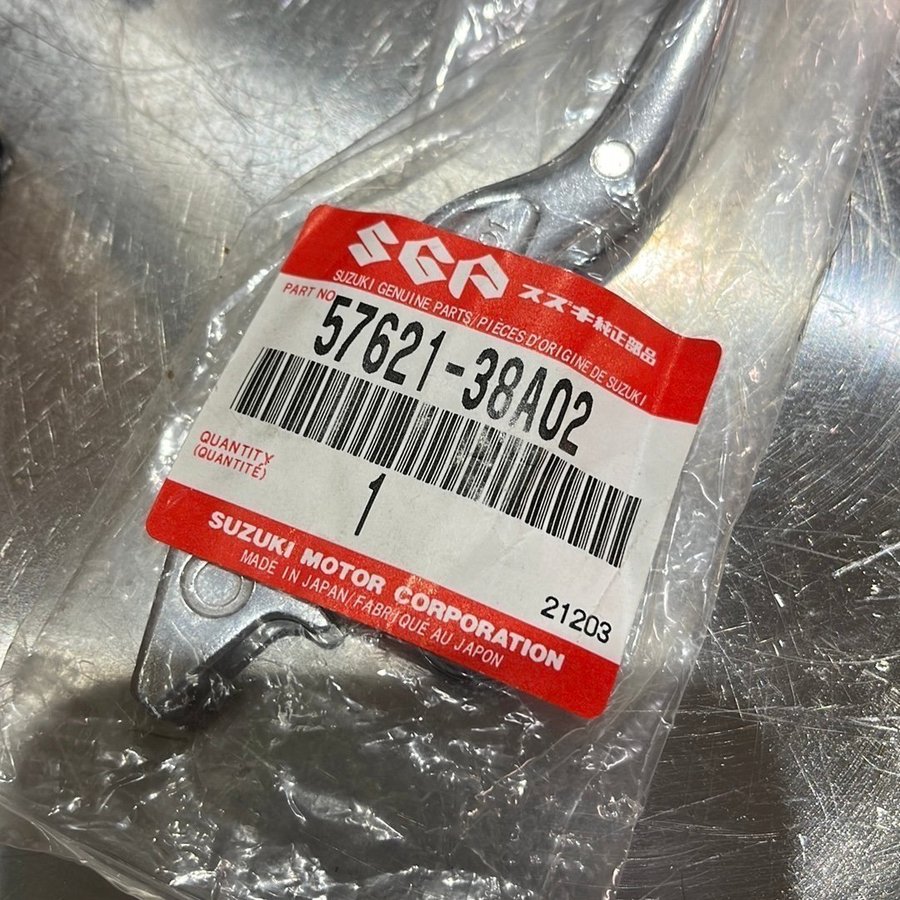 SGP スズキ純正部品
SUZUKI GENUINE PARTS/PIÈCES D'ORIGINE DE SUZUKI
PART NO
57621-38A02
QUANTITY
(QUANTITÉ)
1
21203
SUZUKI MOTOR CORPORATION
MADE IN JAPAN/FABRIQUÉ AU JAPON